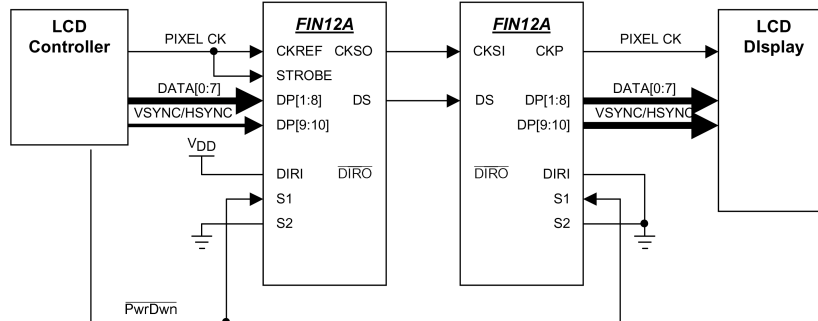 LCD
Controller
FIN12A
FIN12A
LCD
DIsplay
PIXEL CK
CKREF
CKSO
CKSI
CKP
PIXEL CK
STROBE
DATA[0:7]
DP[1:8]
DS
DS
DP[1:8]
DATA[0:7]
VSYNC/HSYNC
DP[9:10]
DP[9:10]
VSYNC/HSYNC
VDD
DIRI
DIRO
DIRO
DIRI
S1
S1
S2
S2
PwrDwn